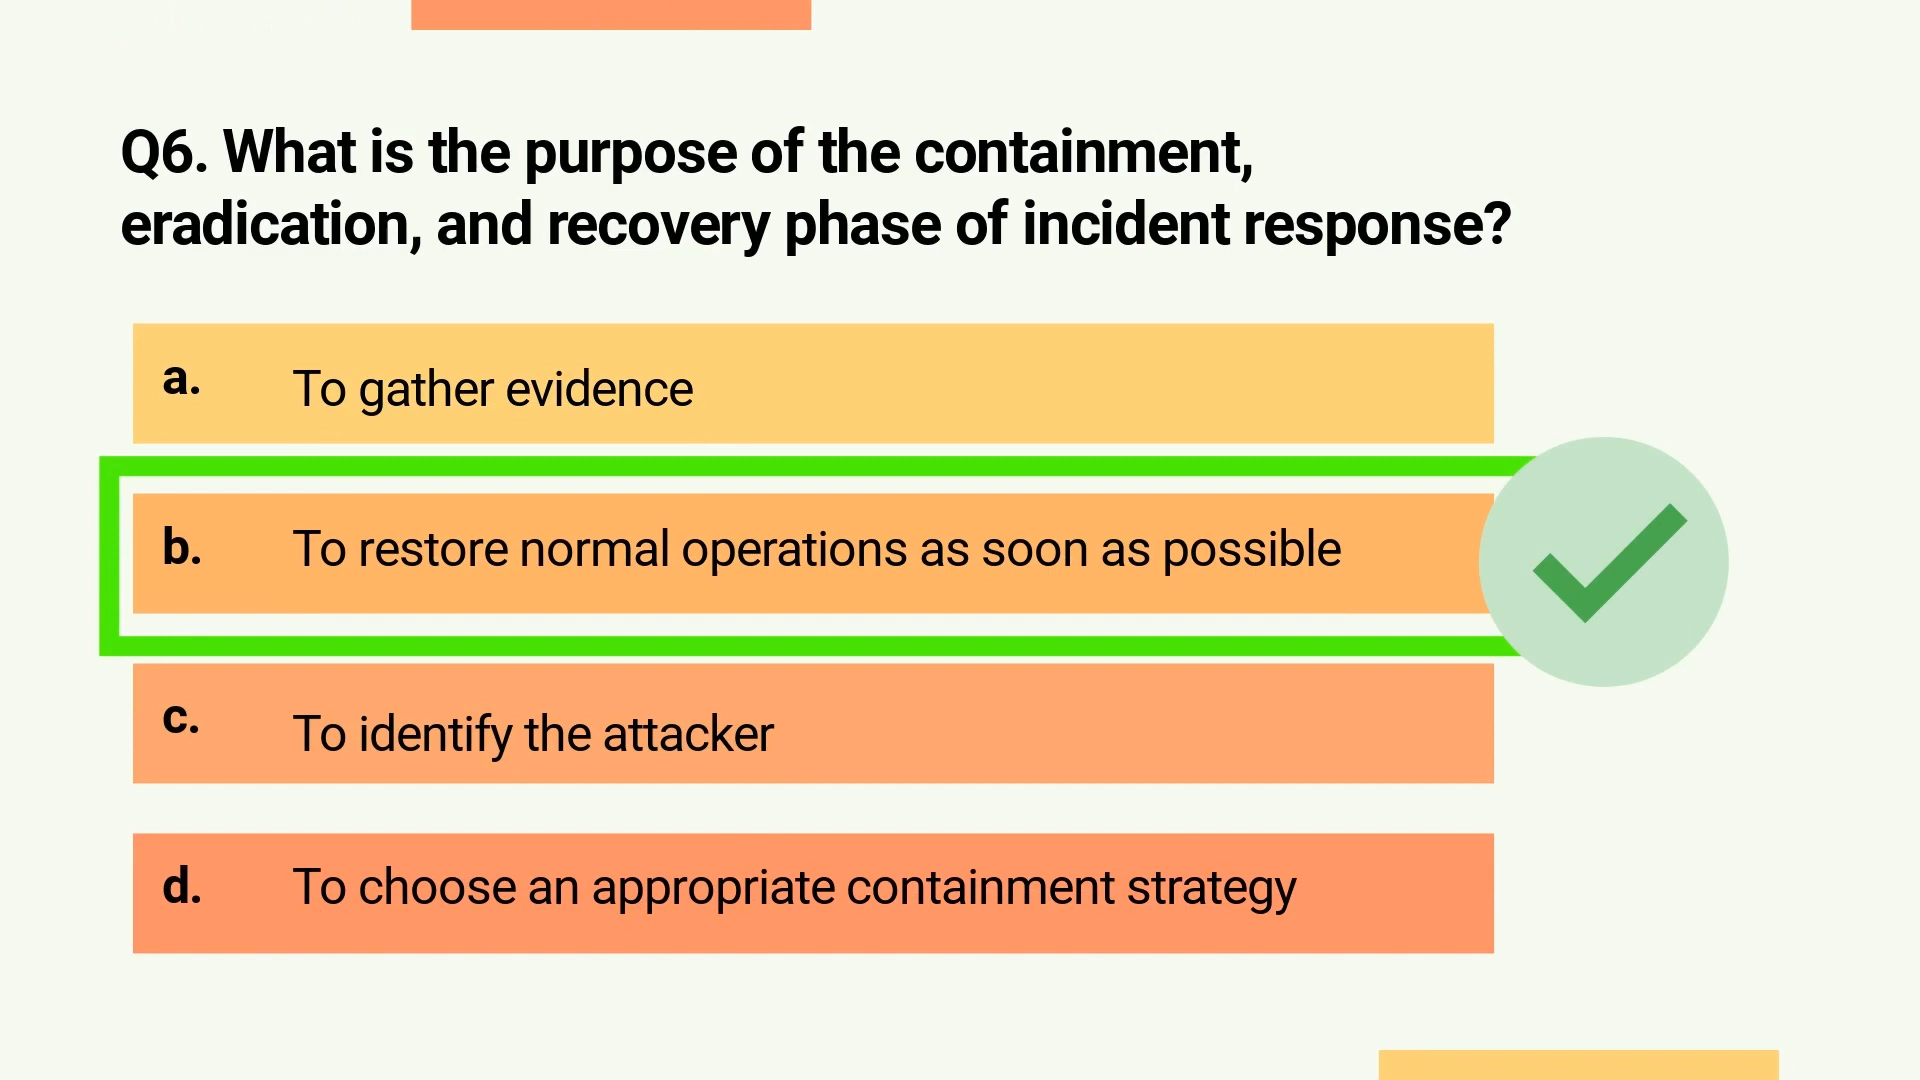 Q6. What is the purpose of the containment,
eradication, and recovery phase of incident response?
a. To gather evidence
b. To restore normal operations as soon as possible
c. To identify the attacker
d. To choose an appropriate containment strategy